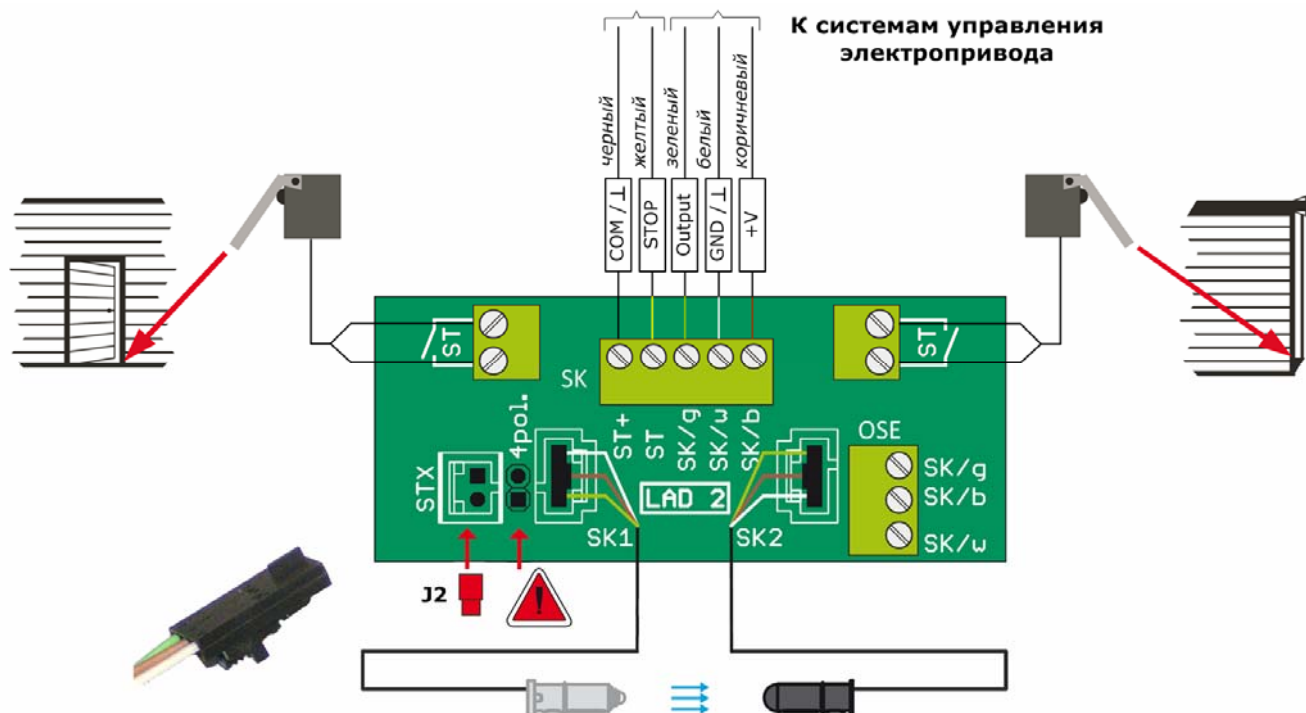 К системам управления
электропривода
черный
желтый
зеленый
белый
коричневый
COM / ⊥
STOP
Output
GND / ⊥
+V
ST
ST
SK
ST+
ST
SK/g
SK/w
SK/b
4pol.
STX
OSE
SK/g
SK/b
SK/w
LAD 2
SK1
SK2
J2
!